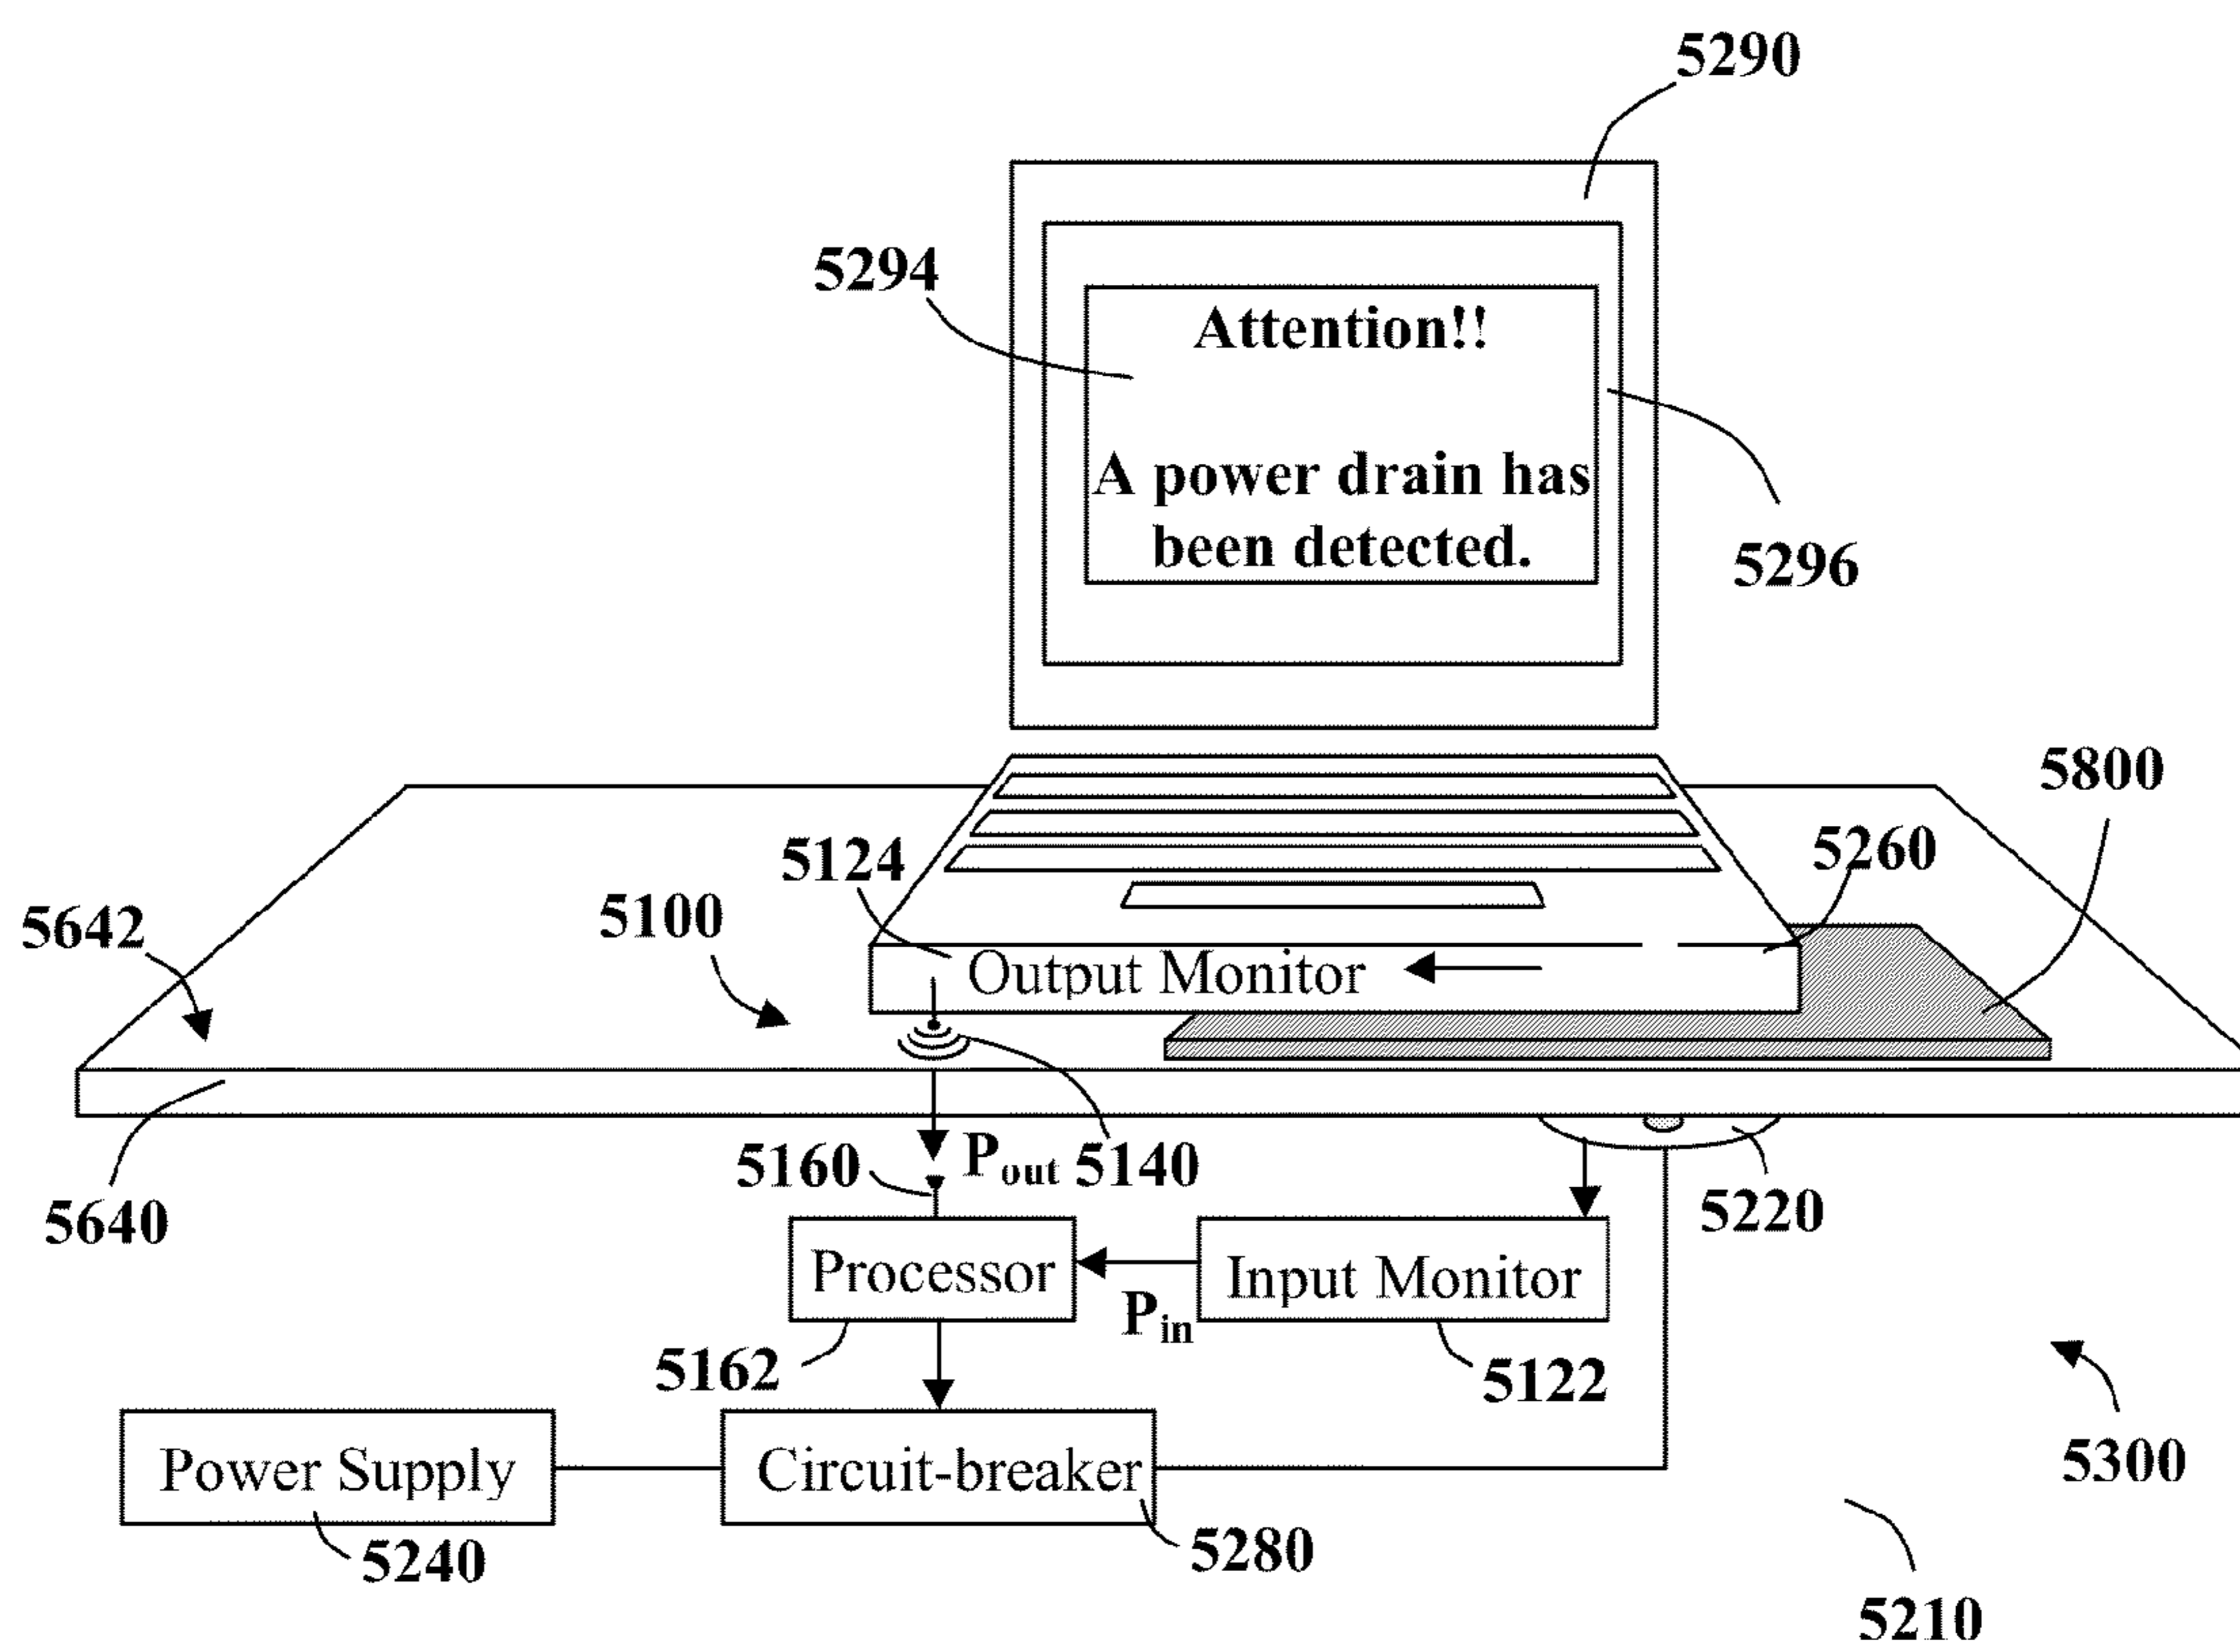 5290
5294
Attention!!
A power drain has
been detected.
5296
5800
5124
5260
5100
5642
Output Monitor
5160
Pout
5140
5640
5220
Processor
Input Monitor
Pin
5162
5122
5300
Power Supply
Circuit-breaker
5240
5280
5210